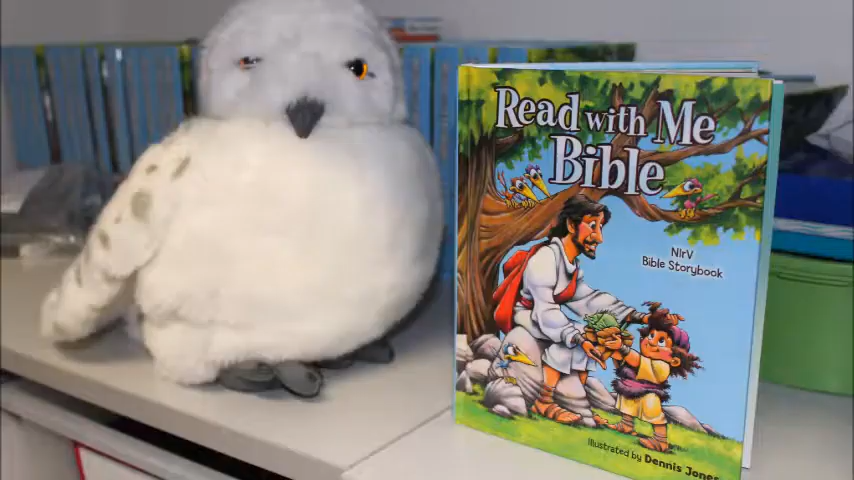 Read with Me
Bible
NIrV
Bible Storybook
Illustrated by Dennis Jones